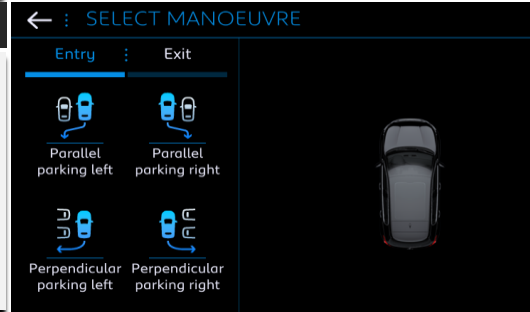 SELECT MANOEUVRE
Entry
Exit
Parallel
parking left
Parallel
parking right
Perpendicular
parking left
Perpendicular
parking right